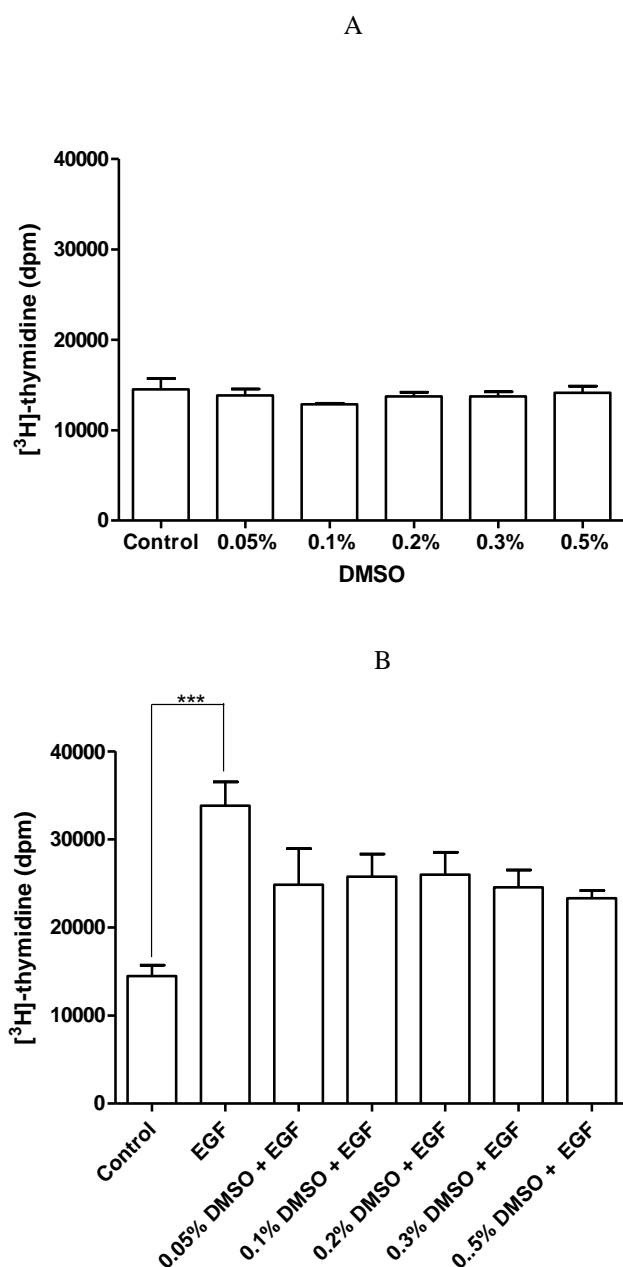 A
[³H]-thymidine (dpm)
40000
30000
20000
10000
0
Control 0.05% 0.1% 0.2% 0.3% 0.5%
DMSO
B
***
[³H]-thymidine (dpm)
40000
30000
20000
10000
0
Control
EGF
0.05% DMSO + EGF
0.1% DMSO + EGF
0.2% DMSO + EGF
0.3% DMSO + EGF
0..5% DMSO + EGF